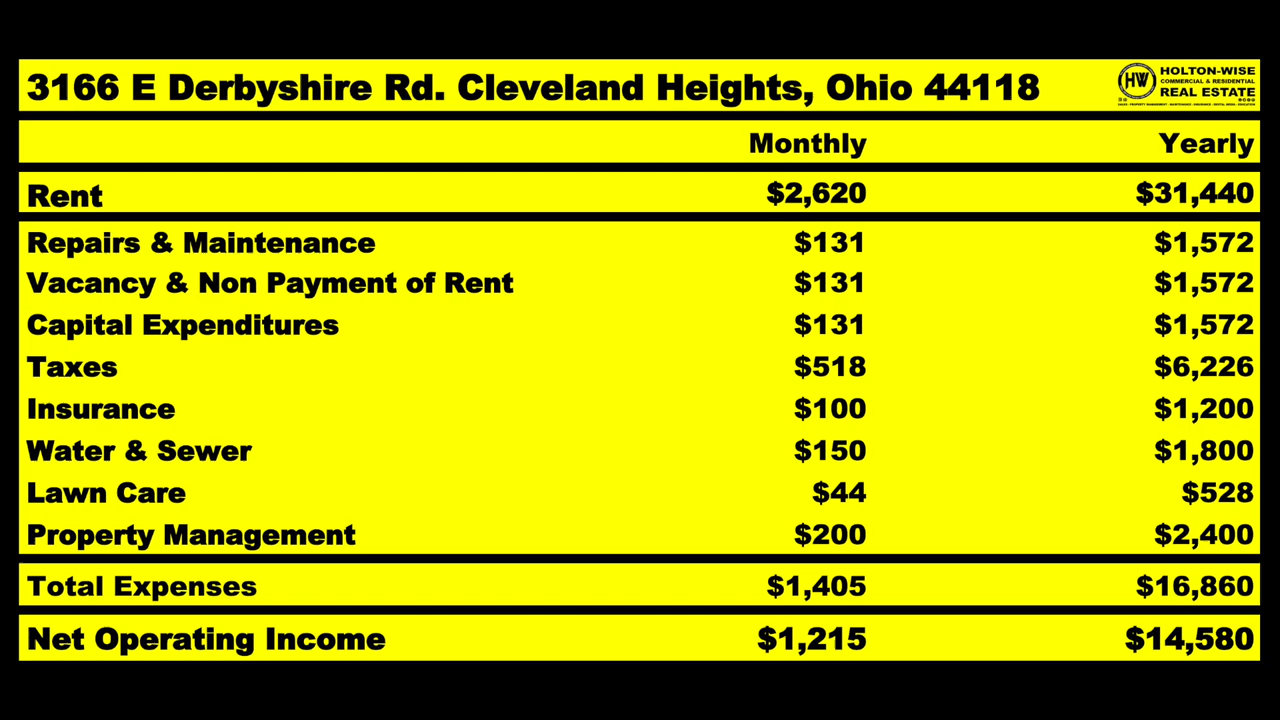 3166 E Derbyshire Rd. Cleveland Heights, Ohio 44118
HW
HOLTON-WISE
COMMERCIAL & RESIDENTIAL
REAL ESTATE
Monthly Yearly
Rent $2,620 $31,440
Repairs & Maintenance $131 $1,572
Vacancy & Non Payment of Rent $131 $1,572
Capital Expenditures $131 $1,572
Taxes $518 $6,226
Insurance $100 $1,200
Water & Sewer $150 $1,800
Lawn Care $44 $528
Property Management $200 $2,400
Total Expenses $1,405 $16,860
Net Operating Income $1,215 $14,580